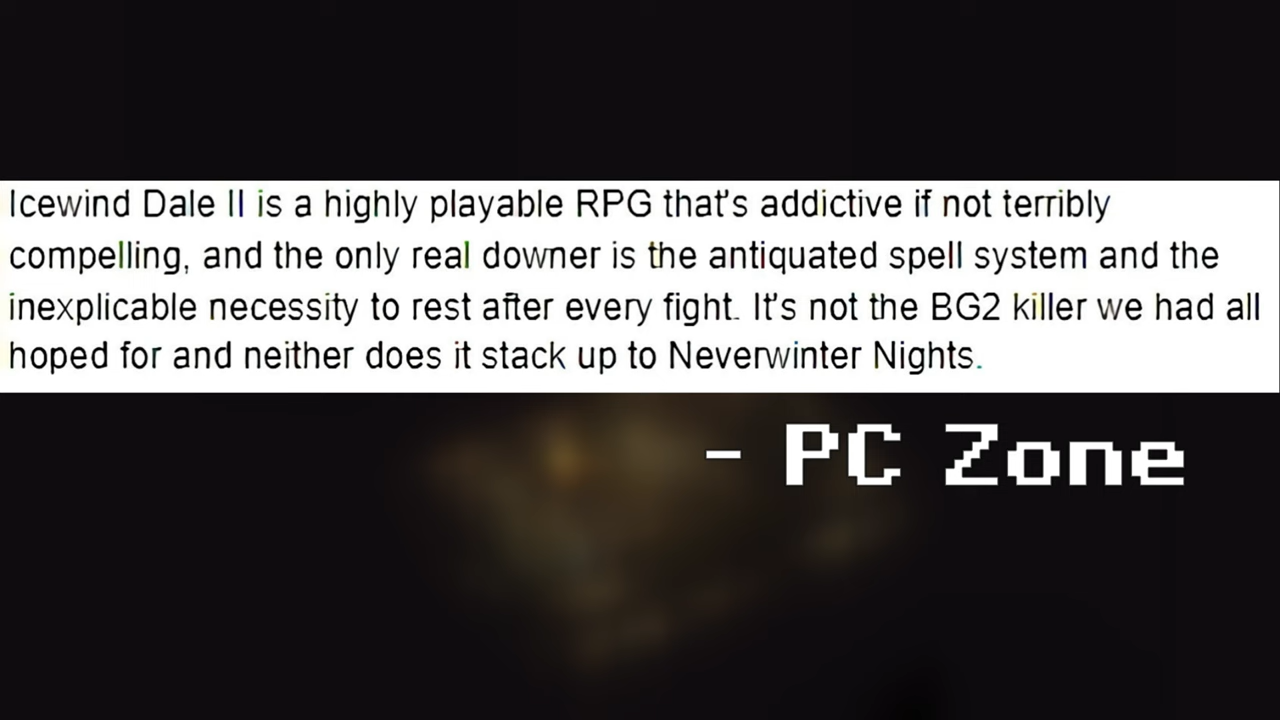 Icewind Dale II is a highly playable RPG that's addictive if not terribly
compelling, and the only real downer is the antiquated spell system and the
inexplicable necessity to rest after every fight. It's not the BG2 killer we had all
hoped for and neither does it stack up to Neverwinter Nights.
- PC Zone